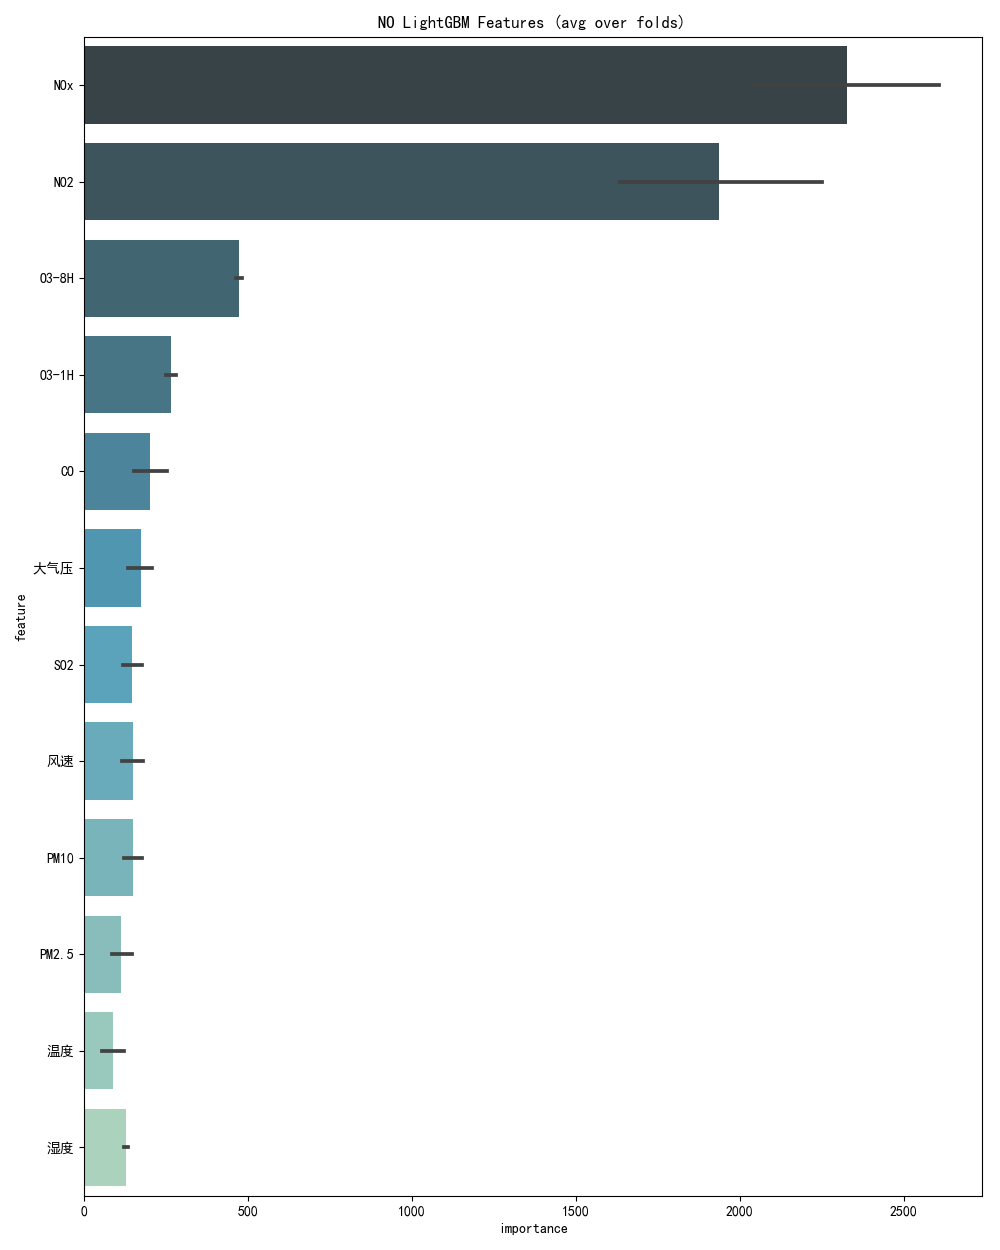 NO LightGBM Features (avg over folds)
NOx
NO2
O3-8H
O3-1H
CO
大气压
SO2
风速
PM10
PM2.5
温度
湿度
feature
0 500 1000 1500 2000 2500
importance